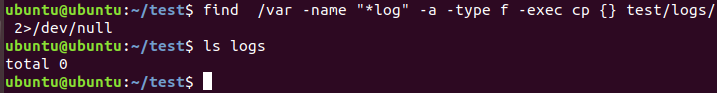 ubuntu@ubuntu:~/test$ find  /var -name "*log" -a -type f -exec cp {} test/logs/
 2>/dev/null
ubuntu@ubuntu:~/test$ ls logs
total 0
ubuntu@ubuntu:~/test$